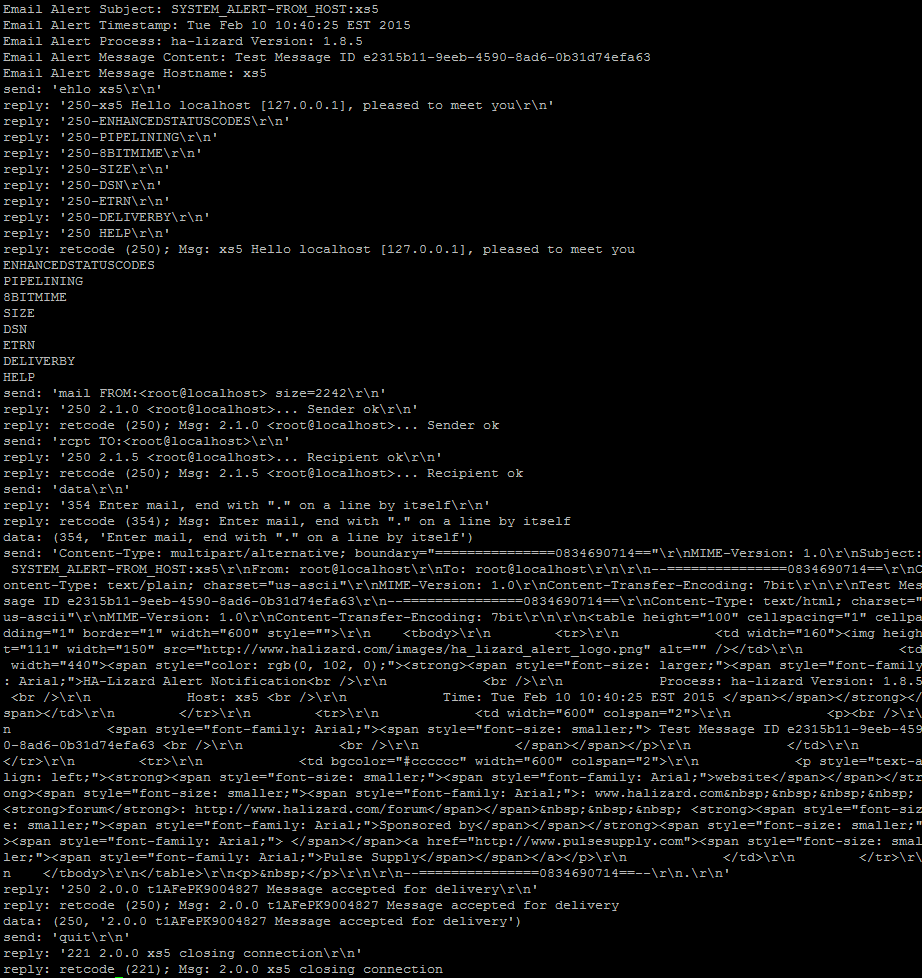 Email Alert Subject: SYSTEM_ALERT-FROM_HOST:xs5
Email Alert Timestamp: Tue Feb 10 10:40:25 EST 2015
Email Alert Process: ha-lizard Version: 1.8.5
Email Alert Message Content: Test Message ID e2315b11-9eeb-4590-8ad6-0b31d74efa63
Email Alert Message Hostname: xs5
send: 'ehlo xs5\r\n'
reply: '250-xs5 Hello localhost [127.0.0.1], pleased to meet you\r\n'
reply: '250-ENHANCEDSTATUSCODES\r\n'
reply: '250-PIPELINING\r\n'
reply: '250-8BITMIME\r\n'
reply: '250-SIZE\r\n'
reply: '250-DSN\r\n'
reply: '250-ETRN\r\n'
reply: '250-DELIVERBY\r\n'
reply: '250 HELP\r\n'
reply: retcode (250); Msg: xs5 Hello localhost [127.0.0.1], pleased to meet you
ENHANCEDSTATUSCODES
PIPELINING
8BITMIME
SIZE
DSN
ETRN
DELIVERBY
HELP
send: 'mail FROM:<root@localhost> size=2242\r\n'
reply: '250 2.1.0 <root@localhost>... Sender ok\r\n'
reply: retcode (250); Msg: 2.1.0 <root@localhost>... Sender ok
send: 'rcpt TO:<root@localhost>\r\n'
reply: '250 2.1.5 <root@localhost>... Recipient ok\r\n'
reply: retcode (250); Msg: 2.1.5 <root@localhost>... Recipient ok
send: 'data\r\n'
reply: '354 Enter mail, end with "." on a line by itself\r\n'
reply: retcode (354); Msg: Enter mail, end with "." on a line by itself
data: (354, 'Enter mail, end with "." on a line by itself')
send: 'Content-Type: multipart/alternative; boundary="===============0834690714=="\r\nMIME-Version: 1.0\r\nSubject:
 SYSTEM_ALERT-FROM_HOST:xs5\r\nFrom: root@localhost\r\nTo: root@localhost\r\n\r\n--===============0834690714==\r\nC
ontent-Type: text/plain; charset="us-ascii"\r\nMIME-Version: 1.0\r\nContent-Transfer-Encoding: 7bit\r\n\r\nTest Mes
sage ID e2315b11-9eeb-4590-8ad6-0b31d74efa63\r\n--===============0834690714==\r\nContent-Type: text/html; charset="
us-ascii"\r\nMIME-Version: 1.0\r\nContent-Transfer-Encoding: 7bit\r\n\r\n<table height="100" cellspacing="1" cellpa
dding="1" border="1" width="600" style="">\r\n    <tbody>\r\n        <tr>\r\n            <td width="160"><img heigh
t="111" width="150" src="http://www.halizard.com/images/ha_lizard_alert_logo.png" alt="" /></td>\r\n            <td
 width="440"><span style="color: rgb(0, 102, 0);"><strong><span style="font-size: larger;"><span style="font-family
: Arial;">HA-Lizard Alert Notification<br />\r\n            <br />\r\n            Process: ha-lizard Version: 1.8.5
 <br />\r\n            Host: xs5 <br />\r\n            Time: Tue Feb 10 10:40:25 EST 2015 </span></span></strong></
span></td>\r\n        </tr>\r\n        <tr>\r\n            <td width="600" colspan="2">\r\n            <p><br />\r\
n            <span style="font-family: Arial;"><span style="font-size: smaller;"> Test Message ID e2315b11-9eeb-459
0-8ad6-0b31d74efa63 <br />\r\n            <br />\r\n            </span></span></p>\r\n            </td>\r\n        
</tr>\r\n        <tr>\r\n            <td bgcolor="#cccccc" width="600" colspan="2">\r\n            <p style="text-a
lign: left;"><strong><span style="font-size: smaller;"><span style="font-family: Arial;">website</span></span></str
ong><span style="font-size: smaller;"><span style="font-family: Arial;">: www.halizard.com&nbsp;&nbsp;&nbsp;&nbsp; 
<strong>forum</strong>: http://www.halizard.com/forum</span></span>&nbsp;&nbsp;&nbsp; <strong><span style="font-siz
e: smaller;"><span style="font-family: Arial;">Sponsored by</span></span></strong><span style="font-size: smaller;"
><span style="font-family: Arial;"> </span></span><a href="http://www.pulsesupply.com"><span style="font-size: smal
ler;"><span style="font-family: Arial;">Pulse Supply</span></span></a></p>\r\n            </td>\r\n        </tr>\r\
n    </tbody>\r\n</table>\r\n<p>&nbsp;</p>\r\n\r\n--===============0834690714==--\r\n.\r\n'
reply: '250 2.0.0 t1AFePK9004827 Message accepted for delivery\r\n'
reply: retcode (250); Msg: 2.0.0 t1AFePK9004827 Message accepted for delivery
data: (250, '2.0.0 t1AFePK9004827 Message accepted for delivery')
send: 'quit\r\n'
reply: '221 2.0.0 xs5 closing connection\r\n'
reply: retcode (221); Msg: 2.0.0 xs5 closing connection